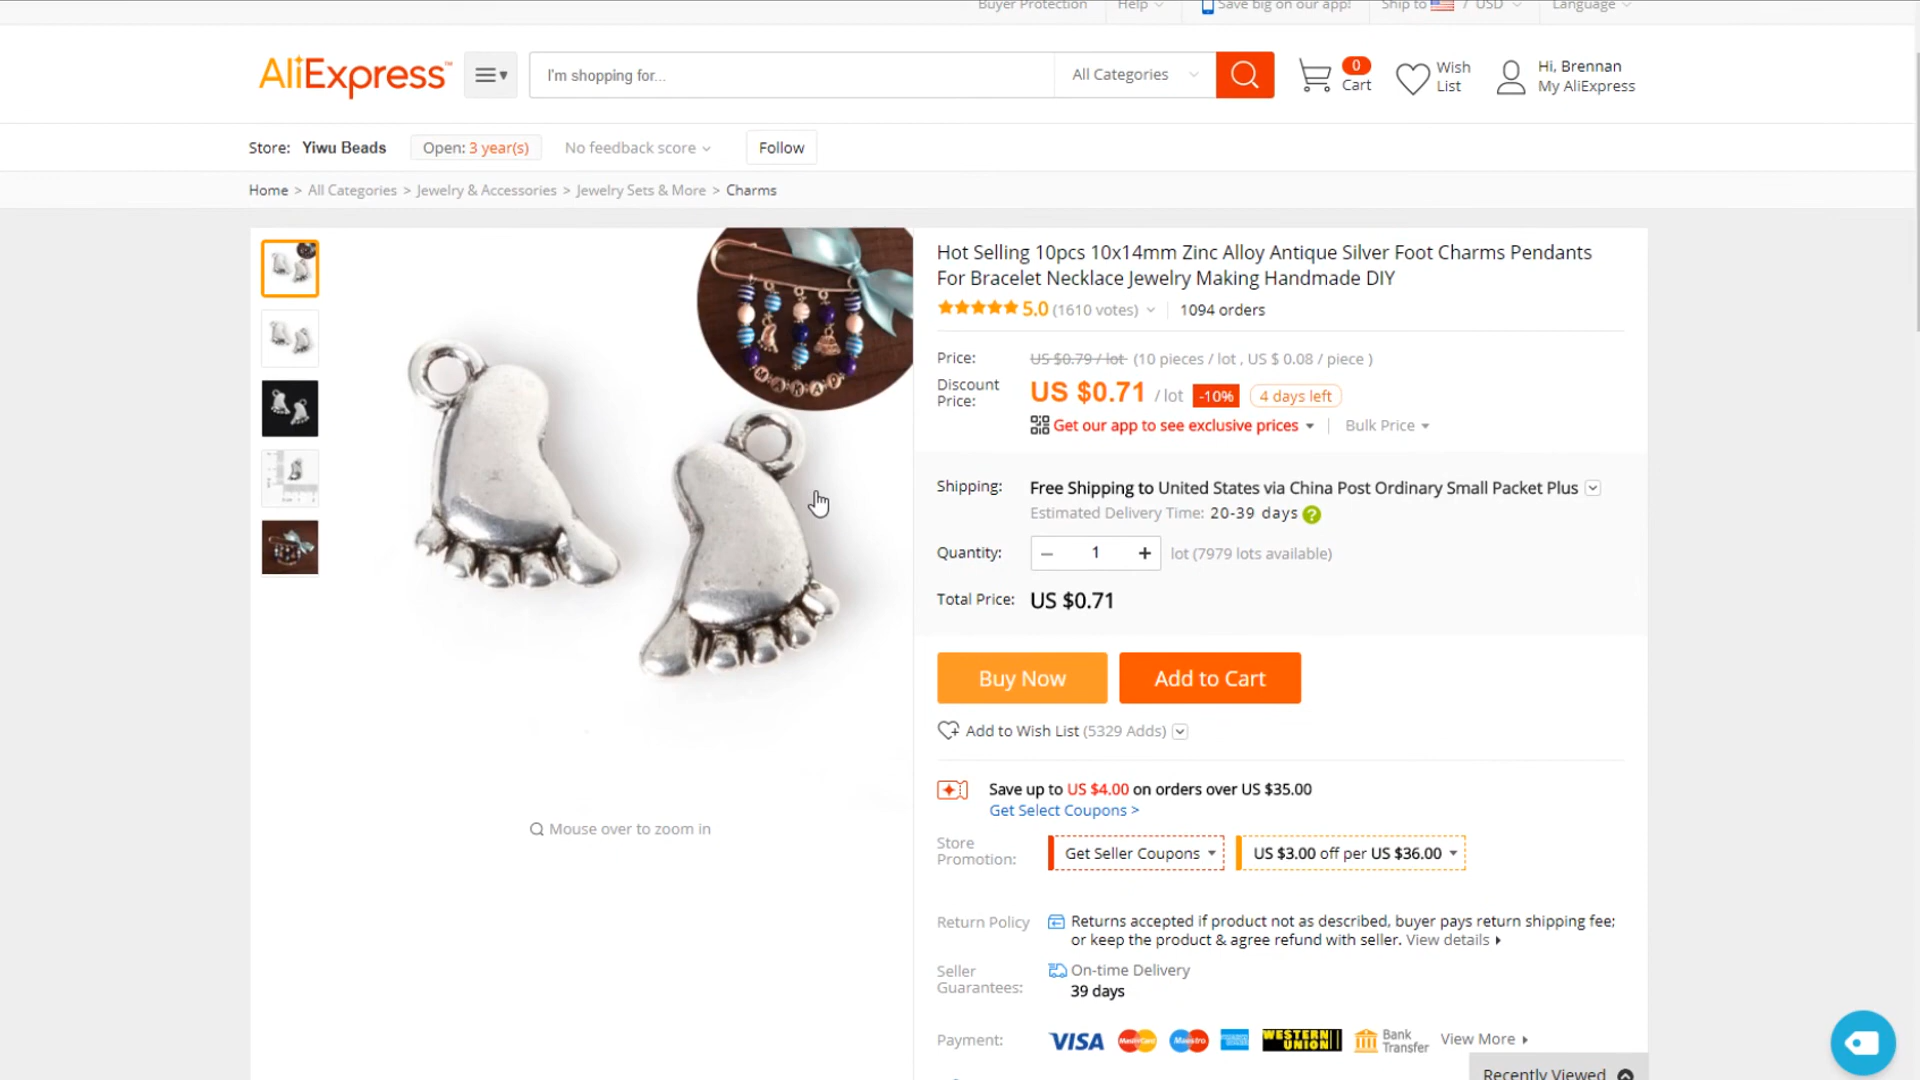 Buyer Protection Help Save big on our app! Ship to / USD Language
AliExpress™ I'm shopping for... All Categories 0 Cart Wish List Hi, Brennan My AliExpress
Store: Yiwu Beads Open: 3 year(s) No feedback score Follow
Home > All Categories > Jewelry & Accessories > Jewelry Sets & More > Charms
Hot Selling 10pcs 10x14mm Zinc Alloy Antique Silver Foot Charms Pendants
For Bracelet Necklace Jewelry Making Handmade DIY
5.0 (1610 votes) 1094 orders
Price: US $0.79 / lot (10 pieces / lot , US $ 0.08 / piece )
Discount Price: US $0.71 / lot -10% 4 days left
Get our app to see exclusive prices Bulk Price
Shipping: Free Shipping to United States via China Post Ordinary Small Packet Plus
Estimated Delivery Time: 20-39 days ?
Quantity: – 1 + lot (7979 lots available)
Total Price: US $0.71
Buy Now Add to Cart
Add to Wish List (5329 Adds)
Save up to US $4.00 on orders over US $35.00
Get Select Coupons >
Store Promotion: Get Seller Coupons US $3.00 off per US $36.00
Return Policy Returns accepted if product not as described, buyer pays return shipping fee;
or keep the product & agree refund with seller. View details
Seller Guarantees: On-time Delivery
39 days
Payment: VISA MasterCard Maestro WESTERN UNION Bank Transfer View More
Recently Viewed
Mouse over to zoom in